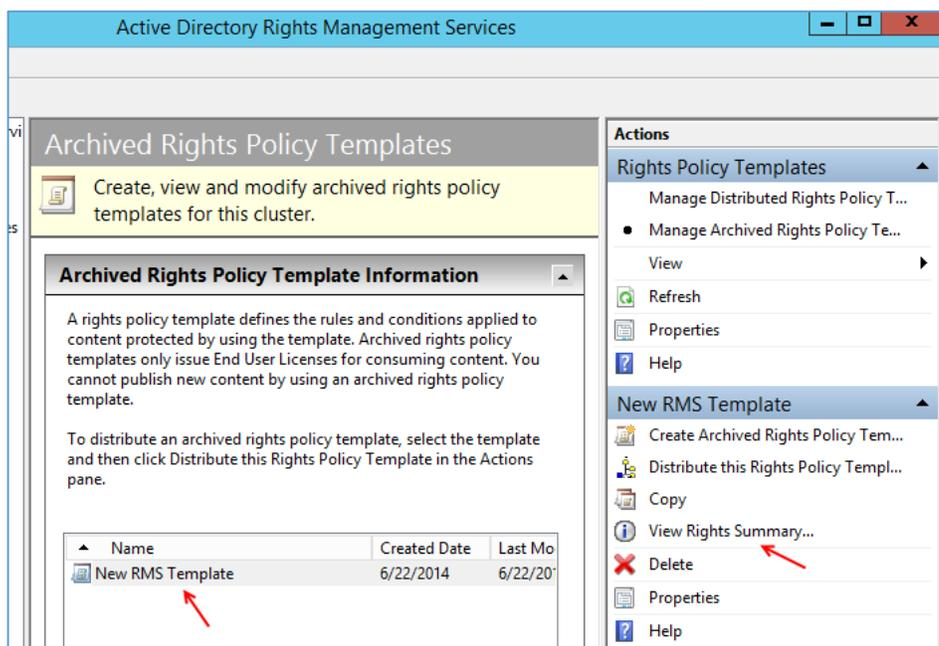 Active Directory Rights Management Services
vi
es
Archived Rights Policy Templates
Create, view and modify archived rights policy
templates for this cluster.
Archived Rights Policy Template Information
A rights policy template defines the rules and conditions applied to
content protected by using the template. Archived rights policy
templates only issue End User Licenses for consuming content. You
cannot publish new content by using an archived rights policy
template.
To distribute an archived rights policy template, select the template
and then click Distribute this Rights Policy Template in the Actions
pane.
Name Created Date Last Mo
New RMS Template 6/22/2014 6/22/20
Actions
Rights Policy Templates
Manage Distributed Rights Policy T...
Manage Archived Rights Policy Te...
View
Refresh
Properties
Help
New RMS Template
Create Archived Rights Policy Tem...
Distribute this Rights Policy Templ...
Copy
View Rights Summary...
Delete
Properties
Help